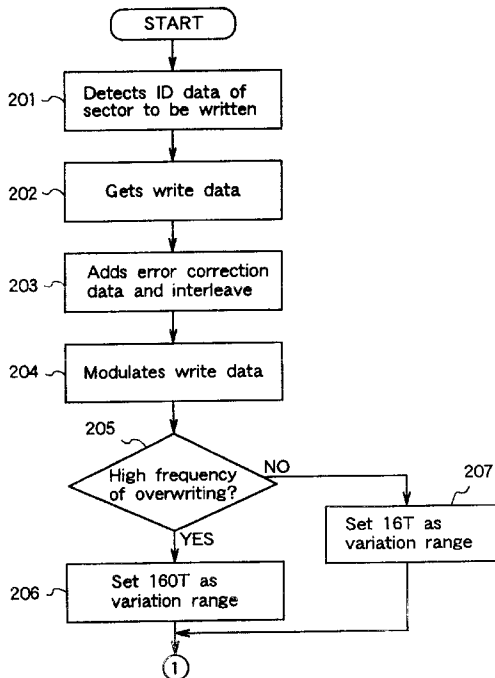 START
201
Detects ID data of
sector to be written
202
Gets write data
203
Adds error correction
data and interleave
204
Modulates write data
205
High frequency
of overwriting?
NO
207
Set 16T as
variation range
YES
206
Set 160T as
variation range
1